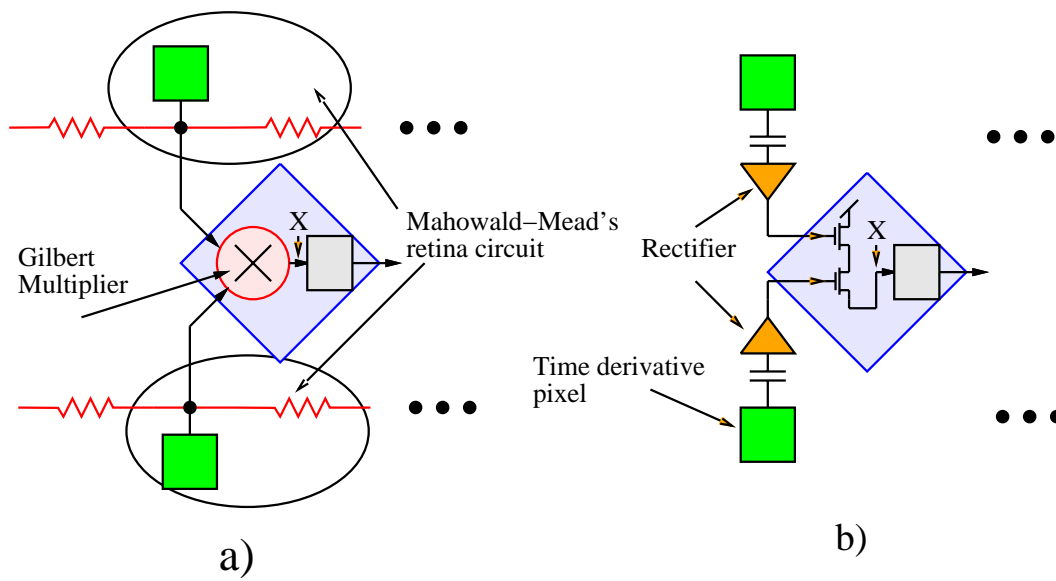 X
Mahowald−Mead's
retina circuit
Gilbert
Multiplier
a)
X
Rectifier
Time derivative
pixel
b)